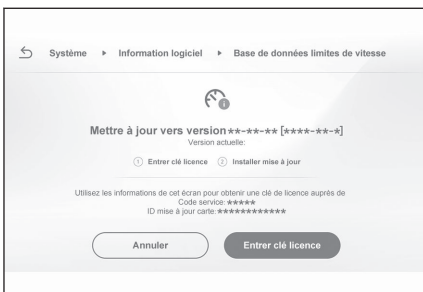 Système ▸ Information logiciel ▸ Base de données limites de vitesse
Mettre à jour vers version**-**-** [****-**-*]
Version actuelle:
① Entrer clé licence ② Installer mise à jour
Utilisez les informations de cet écran pour obtenir une clé de licence auprès de
Code service: *****
ID mise à jour carte: ************
Annuler Entrer clé licence